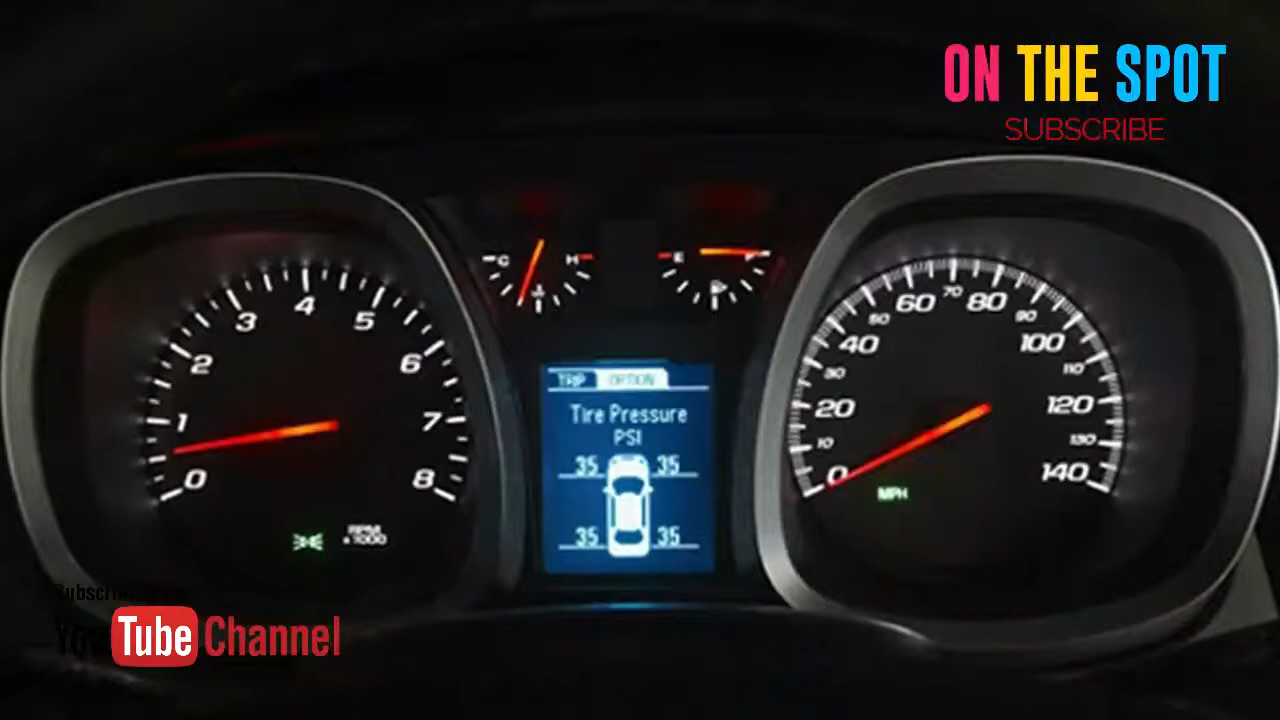 ON THE SPOT
SUBSCRIBE
C H
E F
0 1 2 3 4 5 6 7 8
RPM
x 1000
TRIP OPTION
Tire Pressure
PSI
35 35
35 35
0 10 20 30 40 50 60 70 80 90 100 110 120 130 140
MPH
YouTube Channel